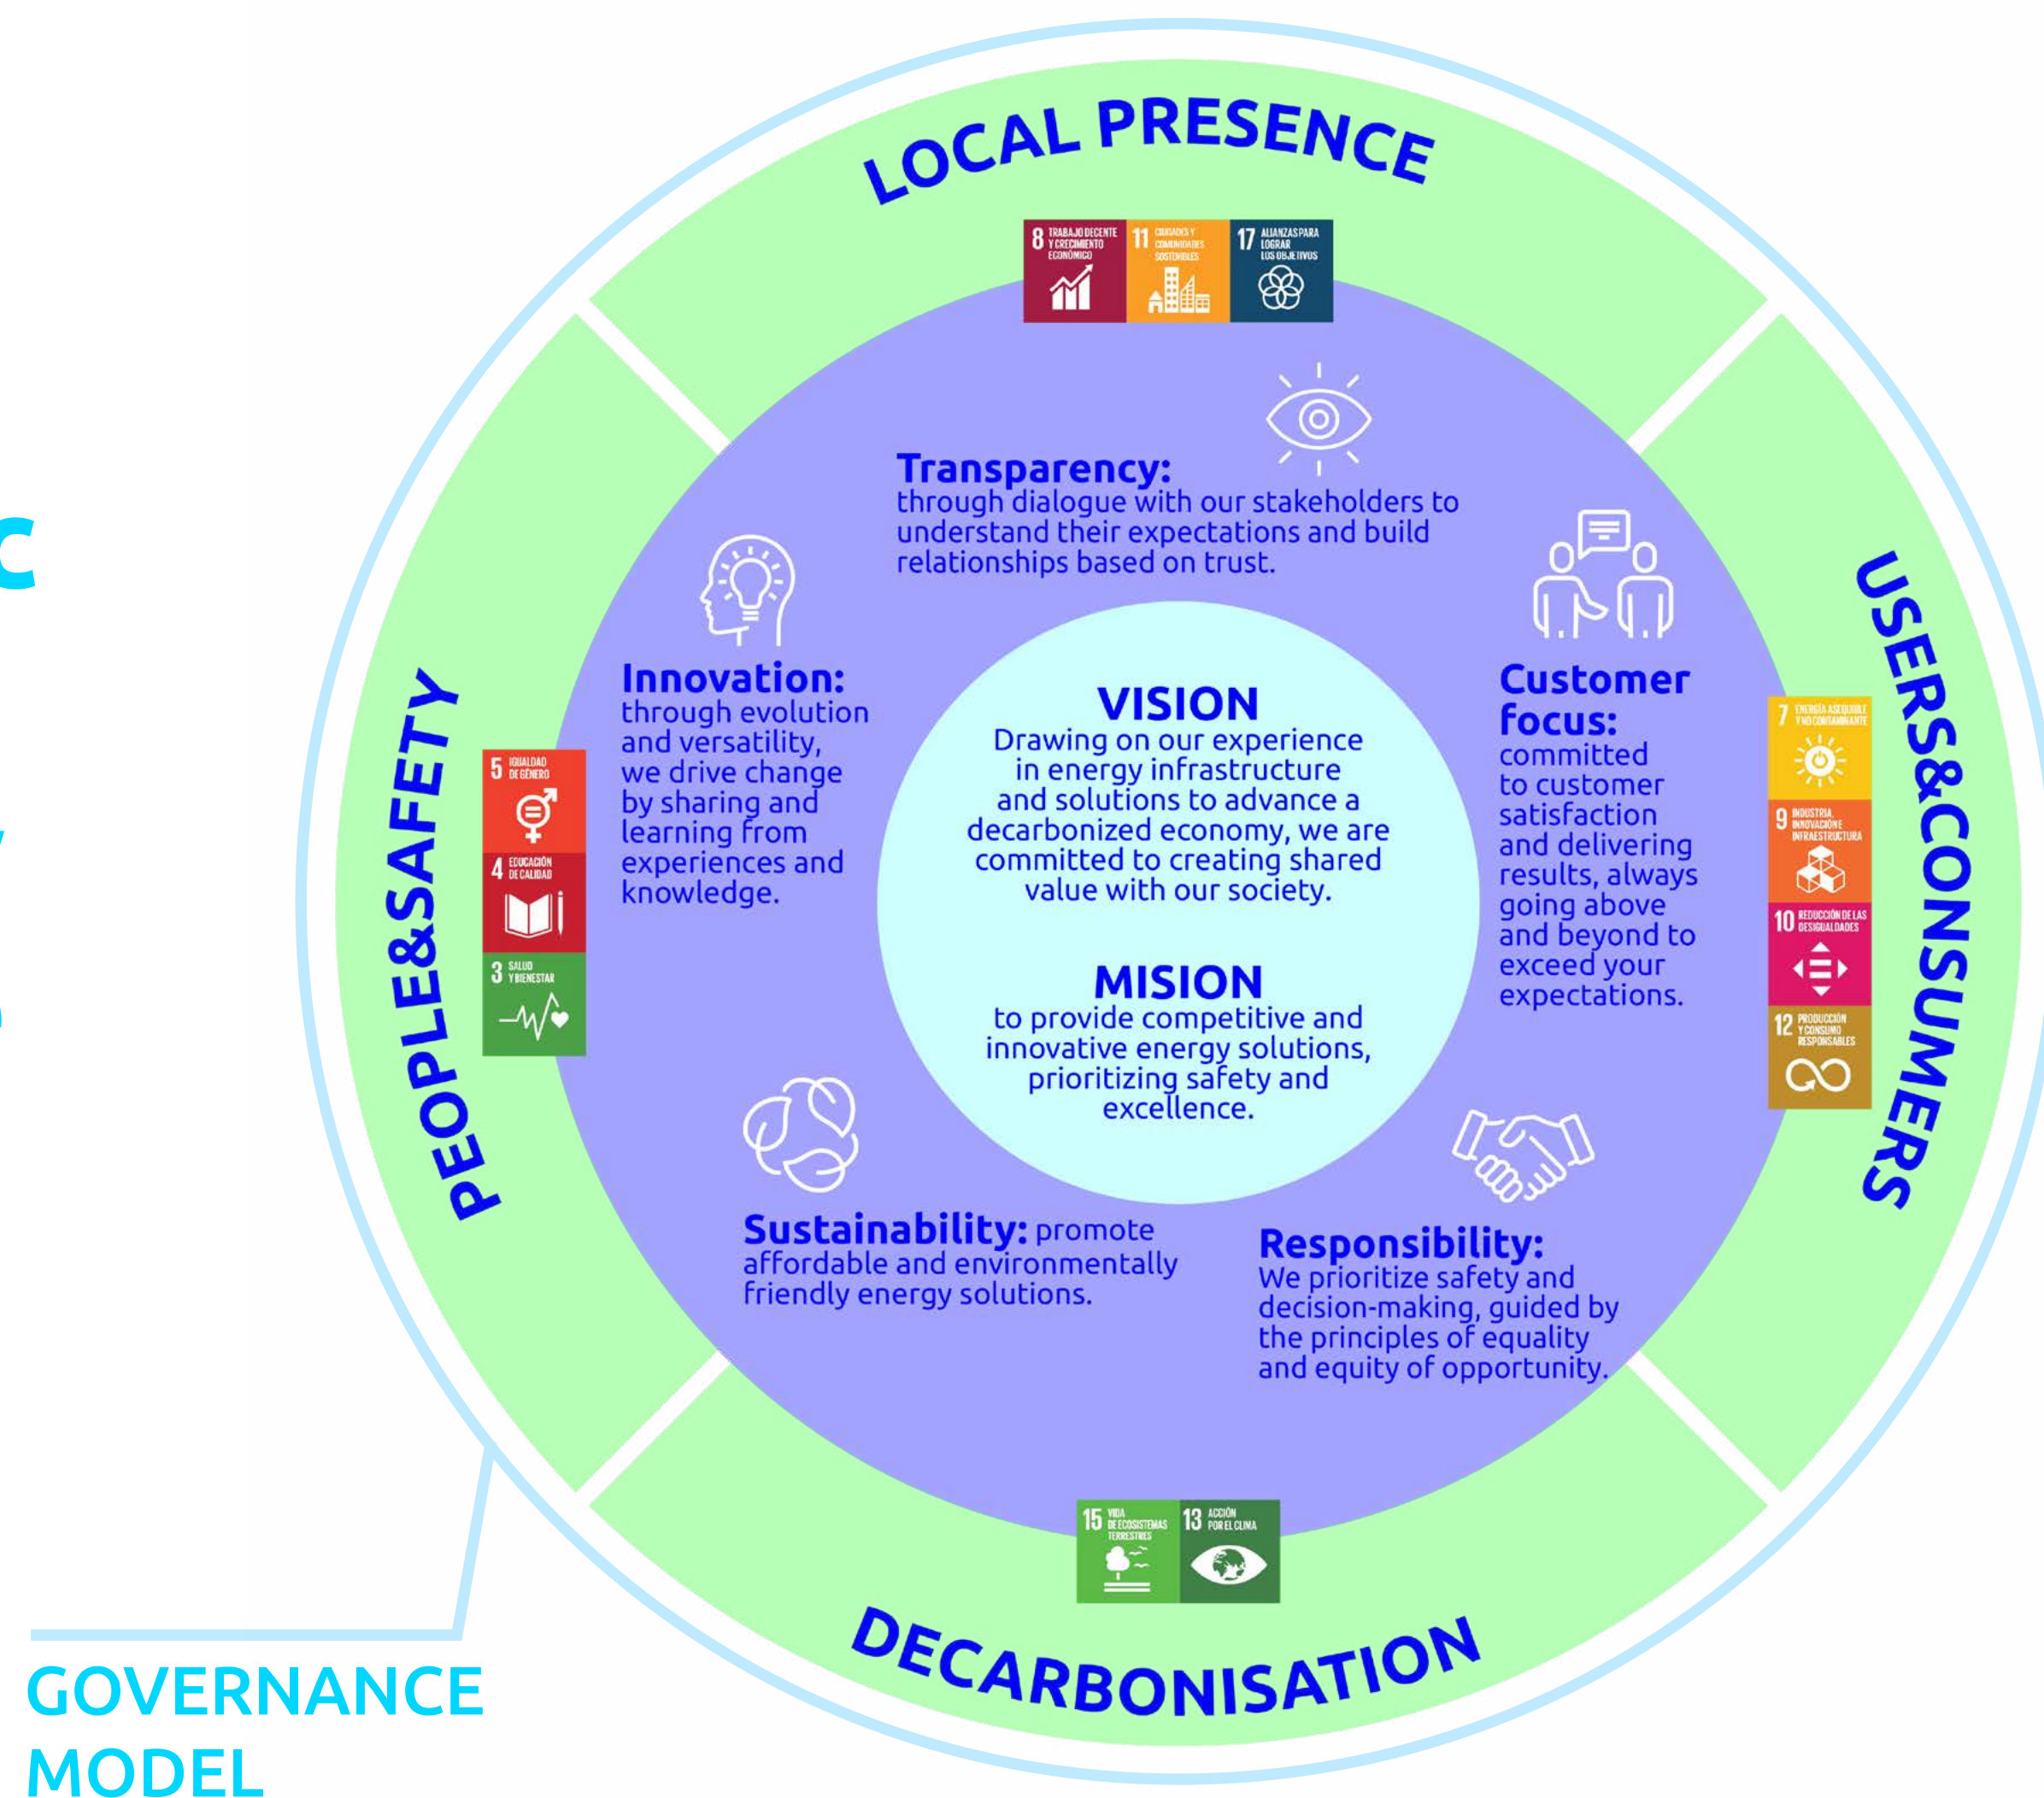 LOCAL PRESENCE
8 TRABAJO DECENTE
Y CRECIMIENTO
ECONÓMICO
11 CIUDADES Y
COMUNIDADES
SOSTENIBLES
17 ALIANZAS PARA
LOGRAR
LOS OBJETIVOS
Transparency:
through dialogue with our stakeholders to
understand their expectations and build
relationships based on trust.
Innovation:
through evolution
and versatility,
we drive change
by sharing and
learning from
experiences and
knowledge.
VISION
Drawing on our experience
in energy infrastructure
and solutions to advance a
decarbonized economy, we are
committed to creating shared
value with our society.
MISION
to provide competitive and
innovative energy solutions,
prioritizing safety and
excellence.
Customer
focus:
committed
to customer
satisfaction
and delivering
results, always
going above
and beyond to
exceed your
expectations.
PEOPLE&SAFETY
5 IGUALDAD
DE GÉNERO
4 EDUCACIÓN
DE CALIDAD
3 SALUD
Y BIENESTAR
USERS&CONSUMERS
7 ENERGÍA ASEQUIBLE
Y NO CONTAMINANTE
9 INDUSTRIA,
INNOVACIÓN E
INFRAESTRUCTURA
10 REDUCCIÓN DE LAS
DESIGUALDADES
12 PRODUCCIÓN
Y CONSUMO
RESPONSABLES
Sustainability: promote
affordable and environmentally
friendly energy solutions.
Responsibility:
We prioritize safety and
decision-making, guided by
the principles of equality
and equity of opportunity.
15 VIDA
DE ECOSISTEMAS
TERRESTRES
13 ACCIÓN
POR EL CLIMA
DECARBONISATION
GOVERNANCE
MODEL